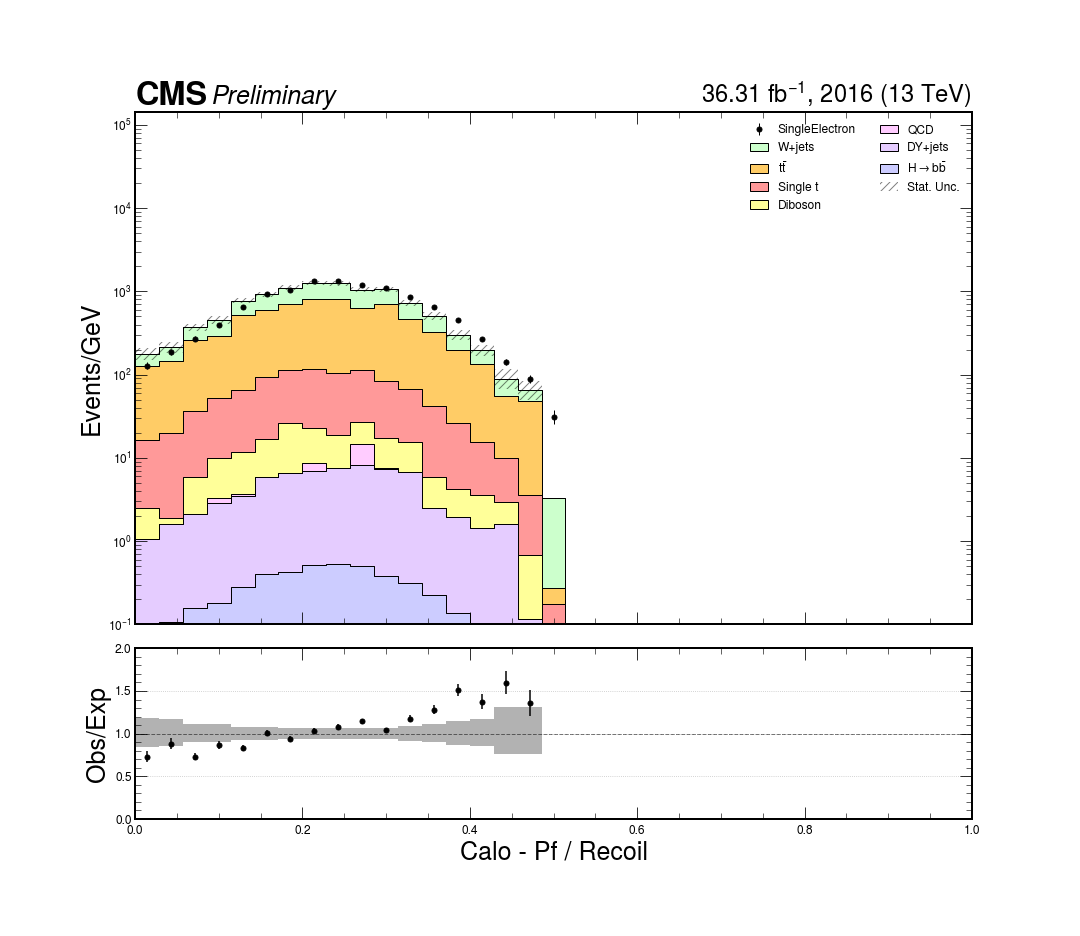 CMS Preliminary
36.31 fb⁻¹, 2016 (13 TeV)
SingleElectron
W+jets
tt̄
Single t
Diboson
QCD
DY+jets
H→bb̄
Stat. Unc.
Events/GeV
10⁵
10⁴
10³
10²
10¹
10⁰
10⁻¹
Obs/Exp
2.0
1.5
1.0
0.5
0.0
0.0 0.2 0.4 0.6 0.8 1.0
Calo - Pf / Recoil